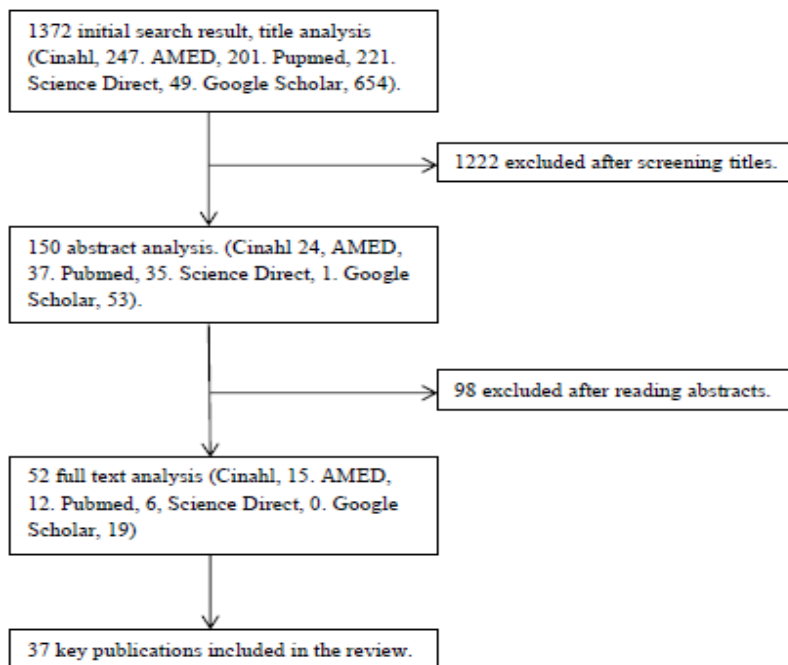 1372 initial search result, title analysis
(Cinahl, 247. AMED, 201. Pupmed, 221.
Science Direct, 49. Google Scholar, 654).
1222 excluded after screening titles.
150 abstract analysis. (Cinahl 24, AMED,
37. Pubmed, 35. Science Direct, 1. Google
Scholar, 53).
98 excluded after reading abstracts.
52 full text analysis (Cinahl, 15. AMED,
12. Pubmed, 6, Science Direct, 0. Google
Scholar, 19)
37 key publications included in the review.